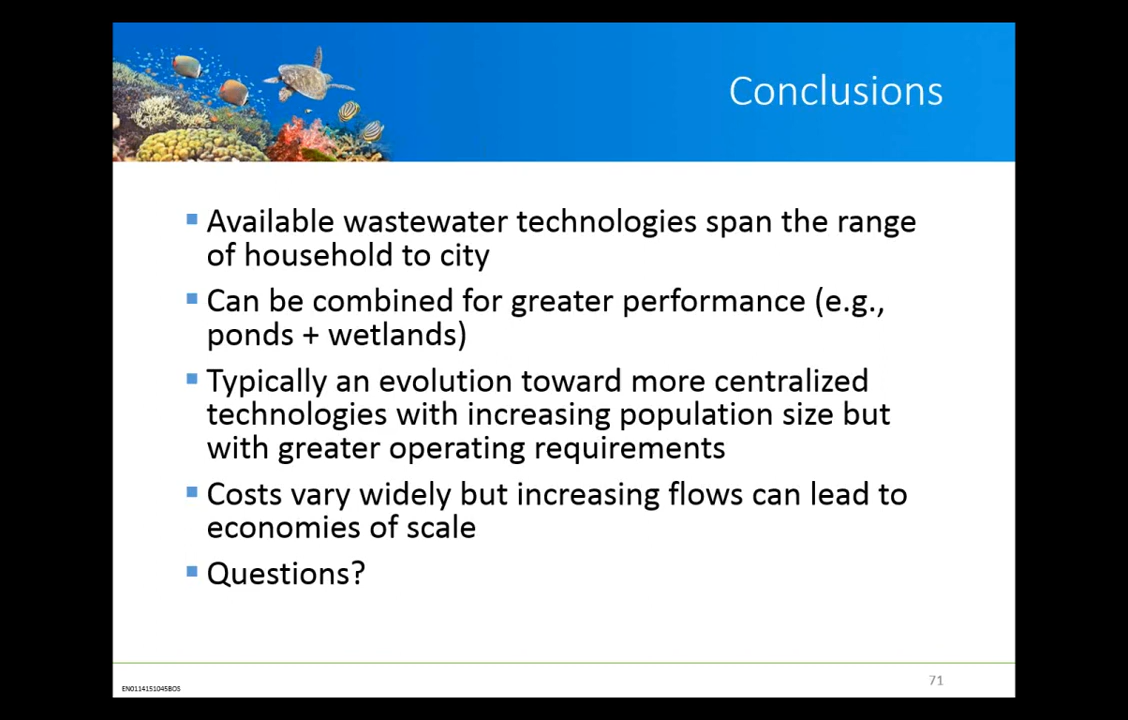 Conclusions
Available wastewater technologies span the range
of household to city
Can be combined for greater performance (e.g.,
ponds + wetlands)
Typically an evolution toward more centralized
technologies with increasing population size but
with greater operating requirements
Costs vary widely but increasing flows can lead to
economies of scale
Questions?
EN0114151045BOS
71